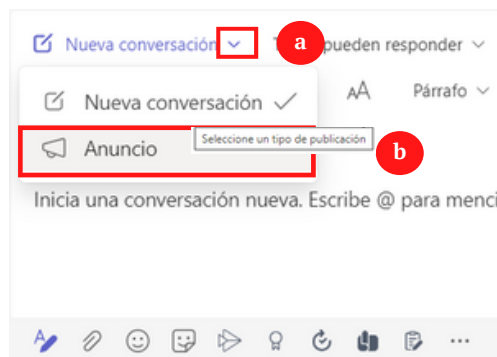 Nueva conversación a pueden responder
Nueva conversación AA Párrafo
Anuncio Seleccione un tipo de publicación b
Inicia una conversación nueva. Escribe @ para menci